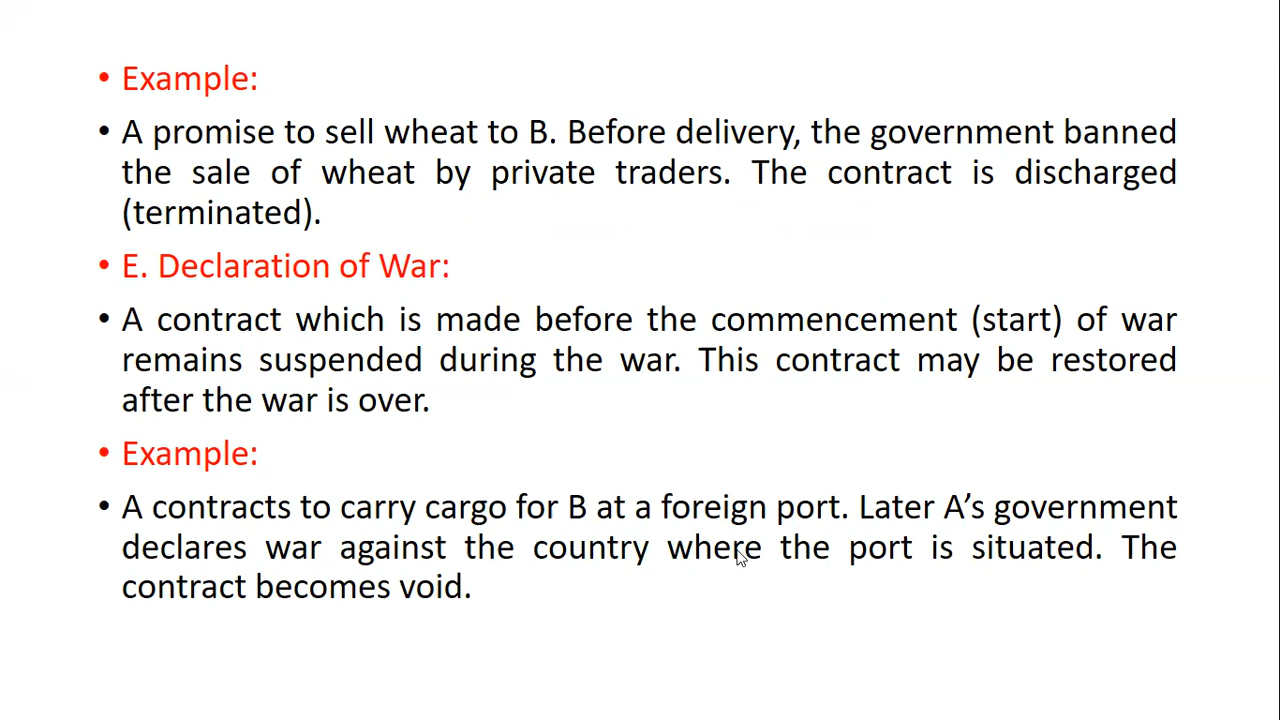 • Example:
• A promise to sell wheat to B. Before delivery, the government banned
the sale of wheat by private traders. The contract is discharged
(terminated).
• E. Declaration of War:
• A contract which is made before the commencement (start) of war
remains suspended during the war. This contract may be restored
after the war is over.
• Example:
• A contracts to carry cargo for B at a foreign port. Later A’s government
declares war against the country where the port is situated. The
contract becomes void.